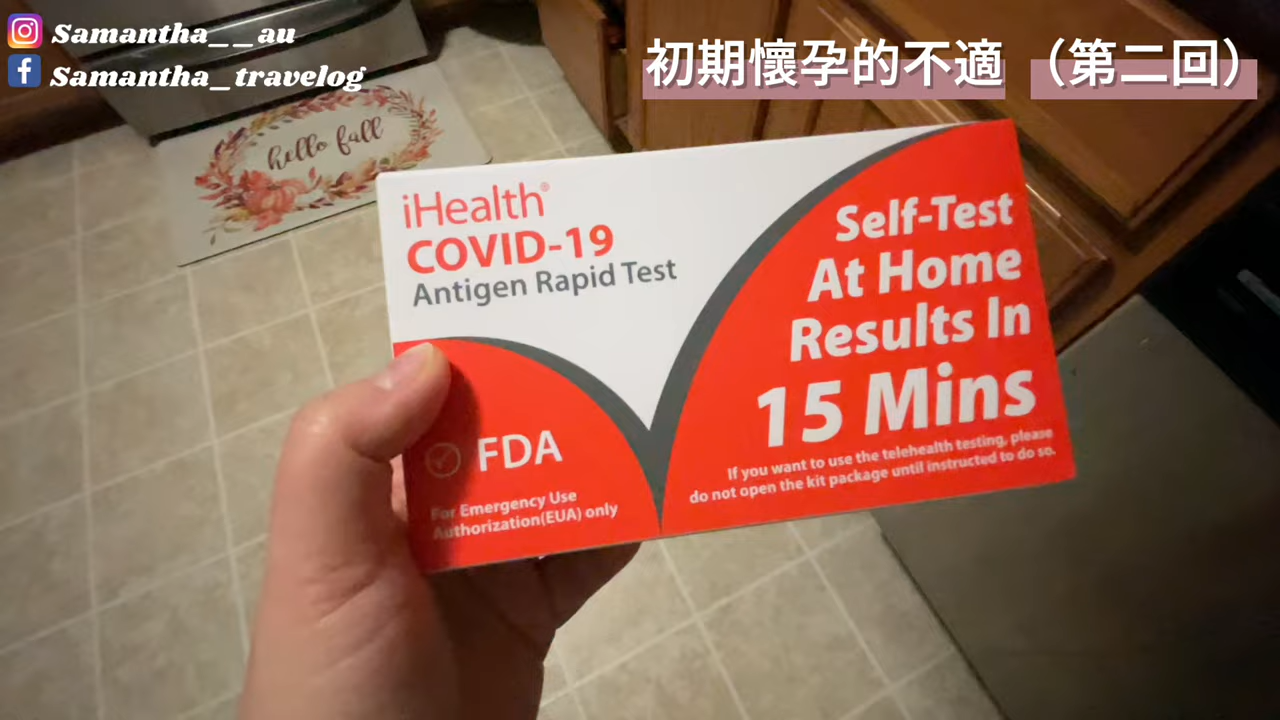 Samantha__au
Samantha_travelog
初期懷孕的不適 （第二回）
hello fall
iHealth®
COVID-19
Antigen Rapid Test
Self-Test
At Home
Results In
15 Mins
If you want to use the telehealth testing, please
do not open the kit package until instructed to do so.
FDA
For Emergency Use
Authorization(EUA) only